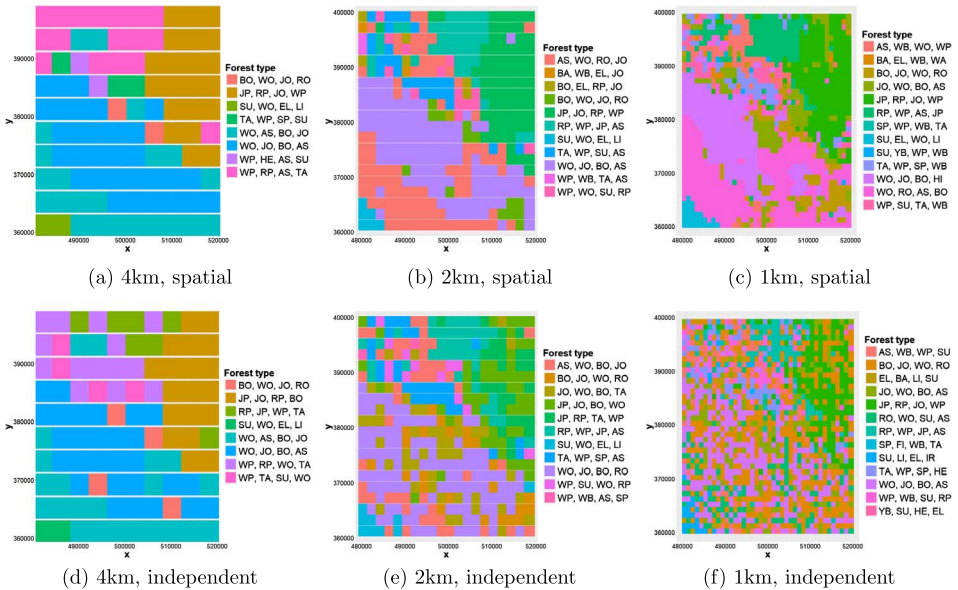 Forest type
BO, WO, JO, RO
JP, RP, JO, WP
SU, WO, EL, LI
TA, WP, SP, SU
WO, AS, BO, JO
WO, JO, BO, AS
WP, HE, AS, SU
WP, RP, AS, TA
y
390000
380000
370000
360000
480000 490000 500000 510000 520000
x
(a) 4km, spatial
Forest type
AS, WO, RO, JO
BA, WB, EL, JO
BO, EL, RP, JO
BO, WO, JO, RO
JP, JO, RP, WP
RP, WP, JP, AS
SU, WO, EL, LI
TA, WP, SU, AS
WO, JO, BO, AS
WP, WB, TA, AS
WP, WO, SU, RP
y
400000
390000
380000
370000
360000
480000 490000 500000 510000 520000
x
(b) 2km, spatial
Forest type
AS, WB, WO, WP
BA, EL, WB, WA
BO, JO, WO, RO
JO, WO, BO, AS
JP, RP, JO, WP
RP, WP, AS, JP
SP, WP, WB, TA
SU, EL, WO, LI
SU, YB, WP, WB
TA, WP, SP, WB
WO, JO, BO, HI
WO, RO, AS, BO
WP, SU, TA, WB
y
400000
390000
380000
370000
360000
480000 490000 500000 510000 520000
x
(c) 1km, spatial
Forest type
BO, WO, JO, RO
JP, JO, RP, BO
RP, JP, WP, TA
SU, WO, EL, LI
WO, AS, BO, JO
WO, JO, BO, AS
WP, RP, WO, TA
WP, TA, SU, WO
y
390000
380000
370000
360000
480000 490000 500000 510000 520000
x
(d) 4km, independent
Forest type
AS, WO, BO, JO
BO, JO, WO, RO
JO, WO, BO, TA
JP, JO, BO, WO
JP, RP, TA, WP
RP, WP, JP, AS
SU, WO, EL, LI
TA, WP, SP, AS
WO, JO, BO, RO
WP, SU, WO, RP
WP, WB, AS, SP
y
400000
390000
380000
370000
360000
480000 490000 500000 510000 520000
x
(e) 2km, independent
Forest type
AS, WB, WP, SU
BO, JO, WO, RO
EL, BA, LI, SU
JO, WO, BO, AS
JP, RP, JO, WP
RO, WO, SU, AS
RP, WP, JP, AS
SP, FI, WB, TA
SU, LI, EL, IR
TA, WP, SP, HE
WO, JO, BO, AS
WP, WB, SU, RP
YB, SU, HE, EL
y
400000
390000
380000
370000
360000
480000 490000 500000 510000 520000
x
(f) 1km, independent